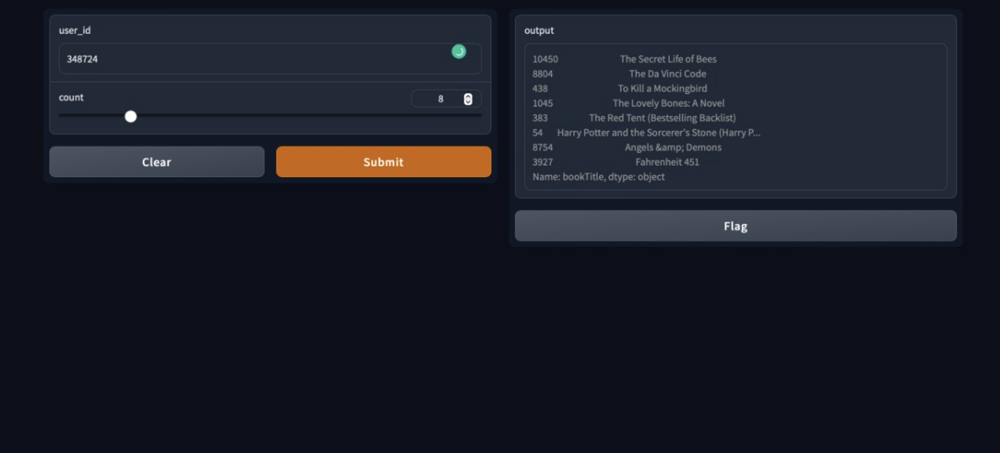 user_id
348724
count
8
Clear
Submit
output
10450 The Secret Life of Bees
8804 The Da Vinci Code
438 To Kill a Mockingbird
1045 The Lovely Bones: A Novel
383 The Red Tent (Bestselling Backlist)
54 Harry Potter and the Sorcerer's Stone (Harry P...
8754 Angels &amp; Demons
3927 Fahrenheit 451
Name: bookTitle, dtype: object
Flag